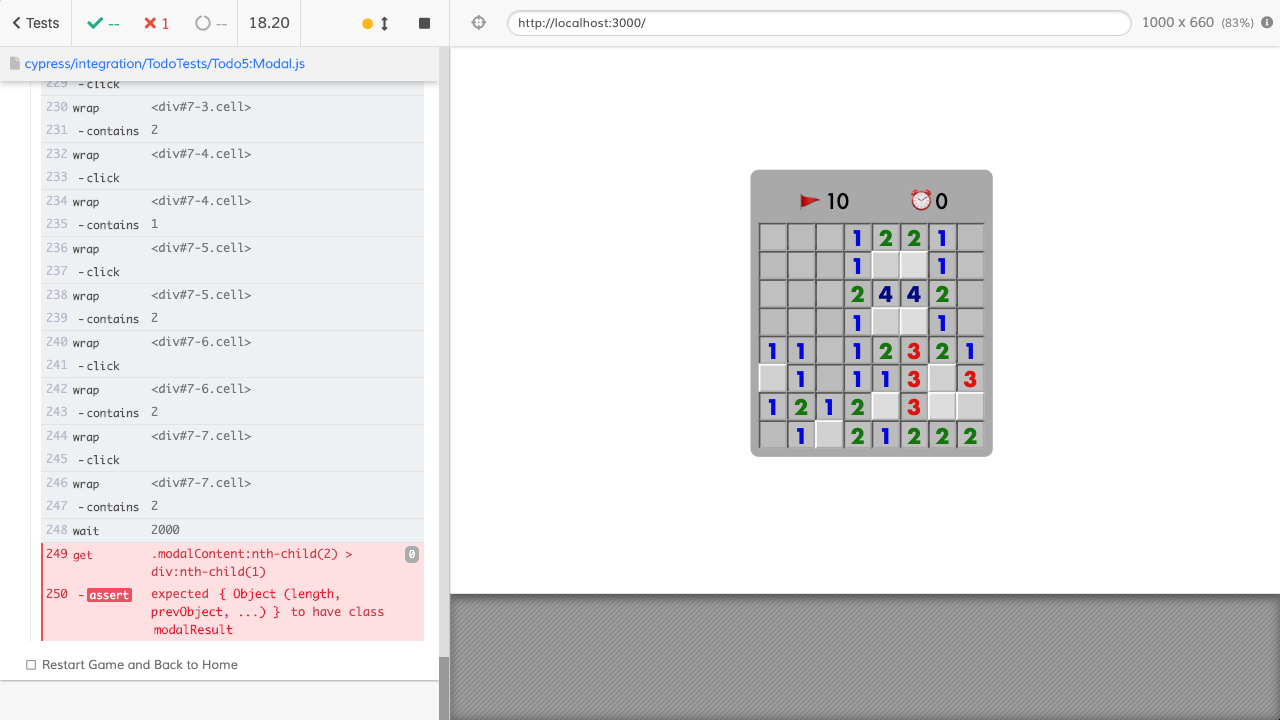 Tests
--
1
--
18.20
http://localhost:3000/
1000 x 660 (83%)
cypress/integration/TodoTests/Todo5:Modal.js
229 -click
230 wrap <div#7-3.cell>
231 -contains 2
232 wrap <div#7-4.cell>
233 -click
234 wrap <div#7-4.cell>
235 -contains 1
236 wrap <div#7-5.cell>
237 -click
238 wrap <div#7-5.cell>
239 -contains 2
240 wrap <div#7-6.cell>
241 -click
242 wrap <div#7-6.cell>
243 -contains 2
244 wrap <div#7-7.cell>
245 -click
246 wrap <div#7-7.cell>
247 -contains 2
248 wait 2000
249 get .modalContent:nth-child(2) > 0
div:nth-child(1)
250 -assert expected { Object (length,
prevObject, ...) } to have class
modalResult
Restart Game and Back to Home
10 0
1 2 2 1
1 1
2 4 4 2
1 1
1 1 1 2 3 2 1
1 1 1 3 3
1 2 1 2 3
1 2 1 2 2 2